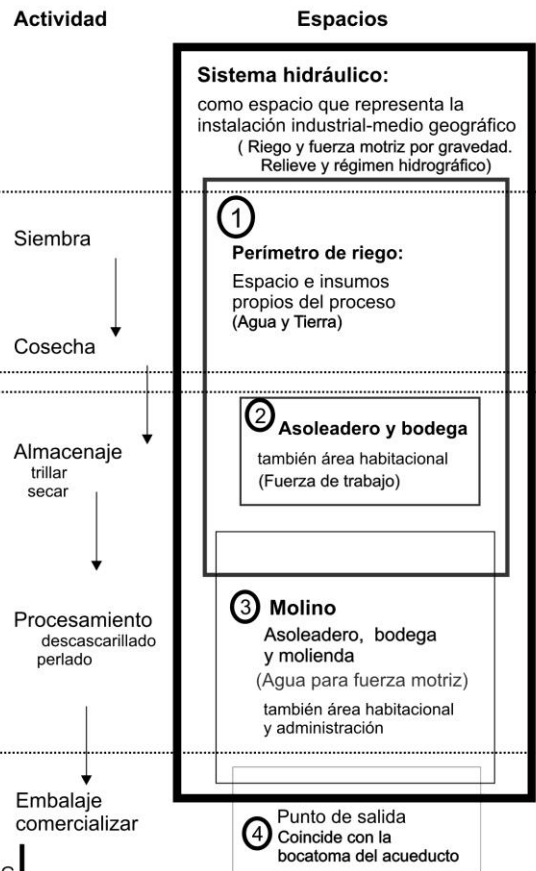 Actividad
Espacios
Sistema hidráulico:
como espacio que representa la
instalación industrial-medio geográfico
( Riego y fuerza motriz por gravedad.
Relieve y régimen hidrográfico)
1
Siembra
Perímetro de riego:
Espacio e insumos
propios del proceso
(Agua y Tierra)
Cosecha
2
Asoleadero y bodega
Almacenaje
trillar
secar
también área habitacional
(Fuerza de trabajo)
3 Molino
Procesamiento
descascarillado
perlado
Asoleadero, bodega
y molienda
(Agua para fuerza motriz)
también área habitacional
y administración
Embalaje
comercializar
4
Punto de salida
Coincide con la
bocatoma del acueducto